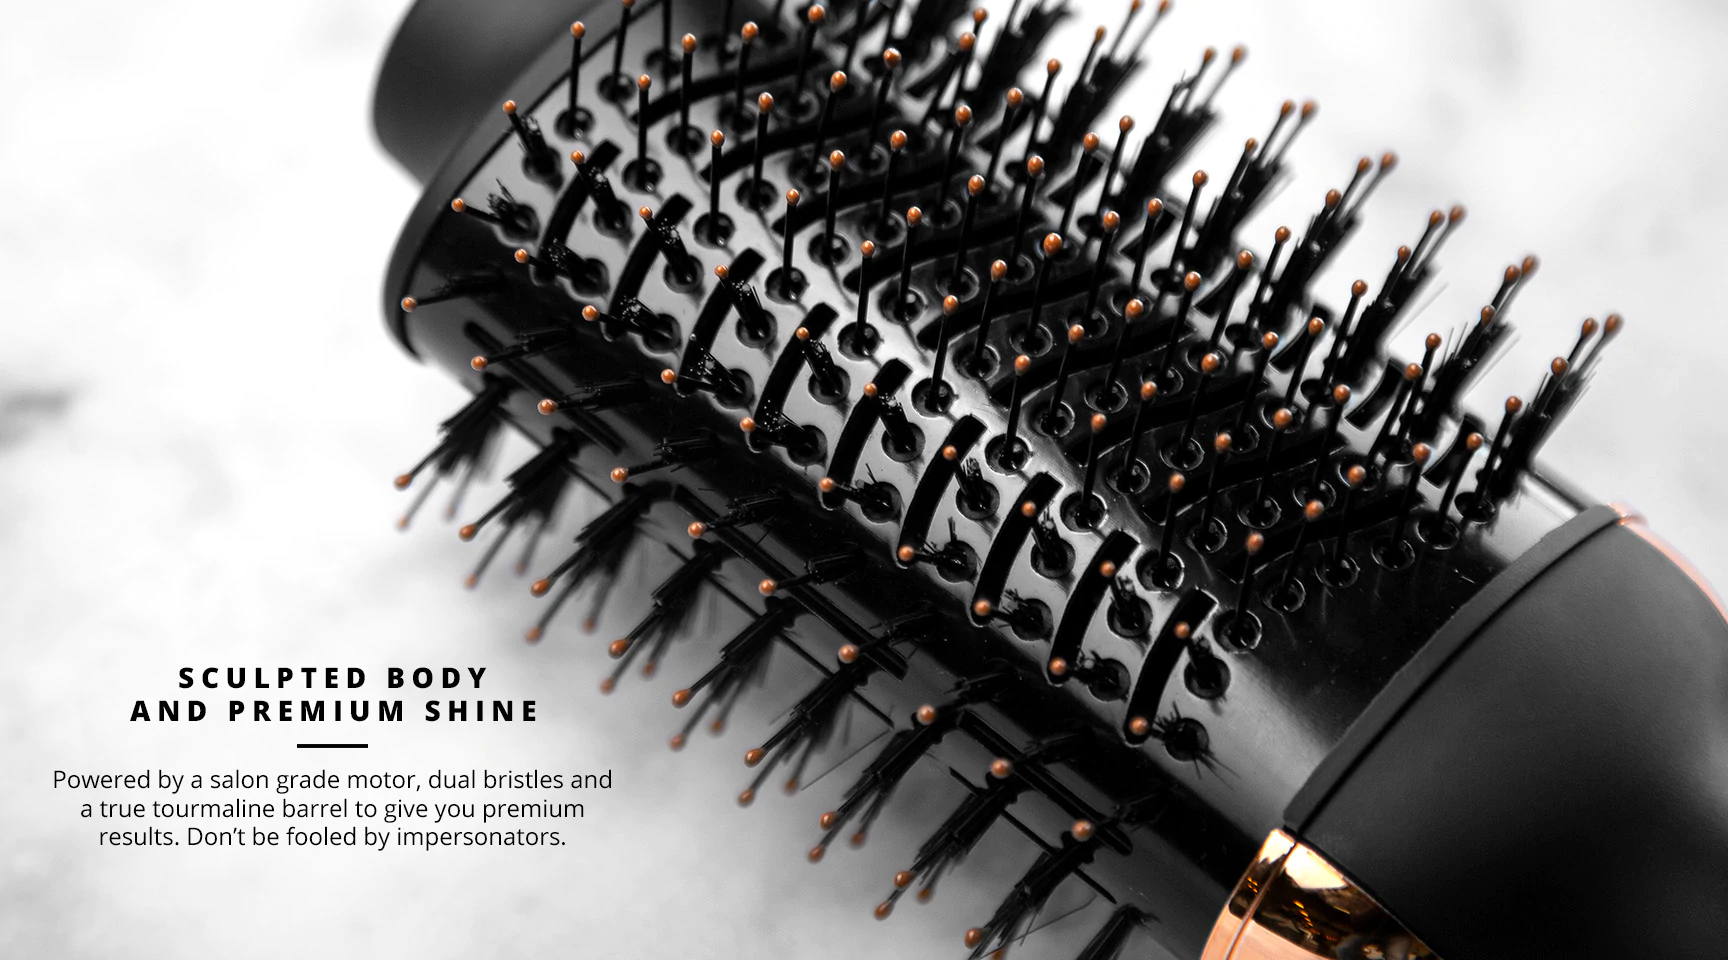 SCULPTED BODY
AND PREMIUM SHINE
Powered by a salon grade motor, dual bristles and
a true tourmaline barrel to give you premium
results. Don’t be fooled by impersonators.